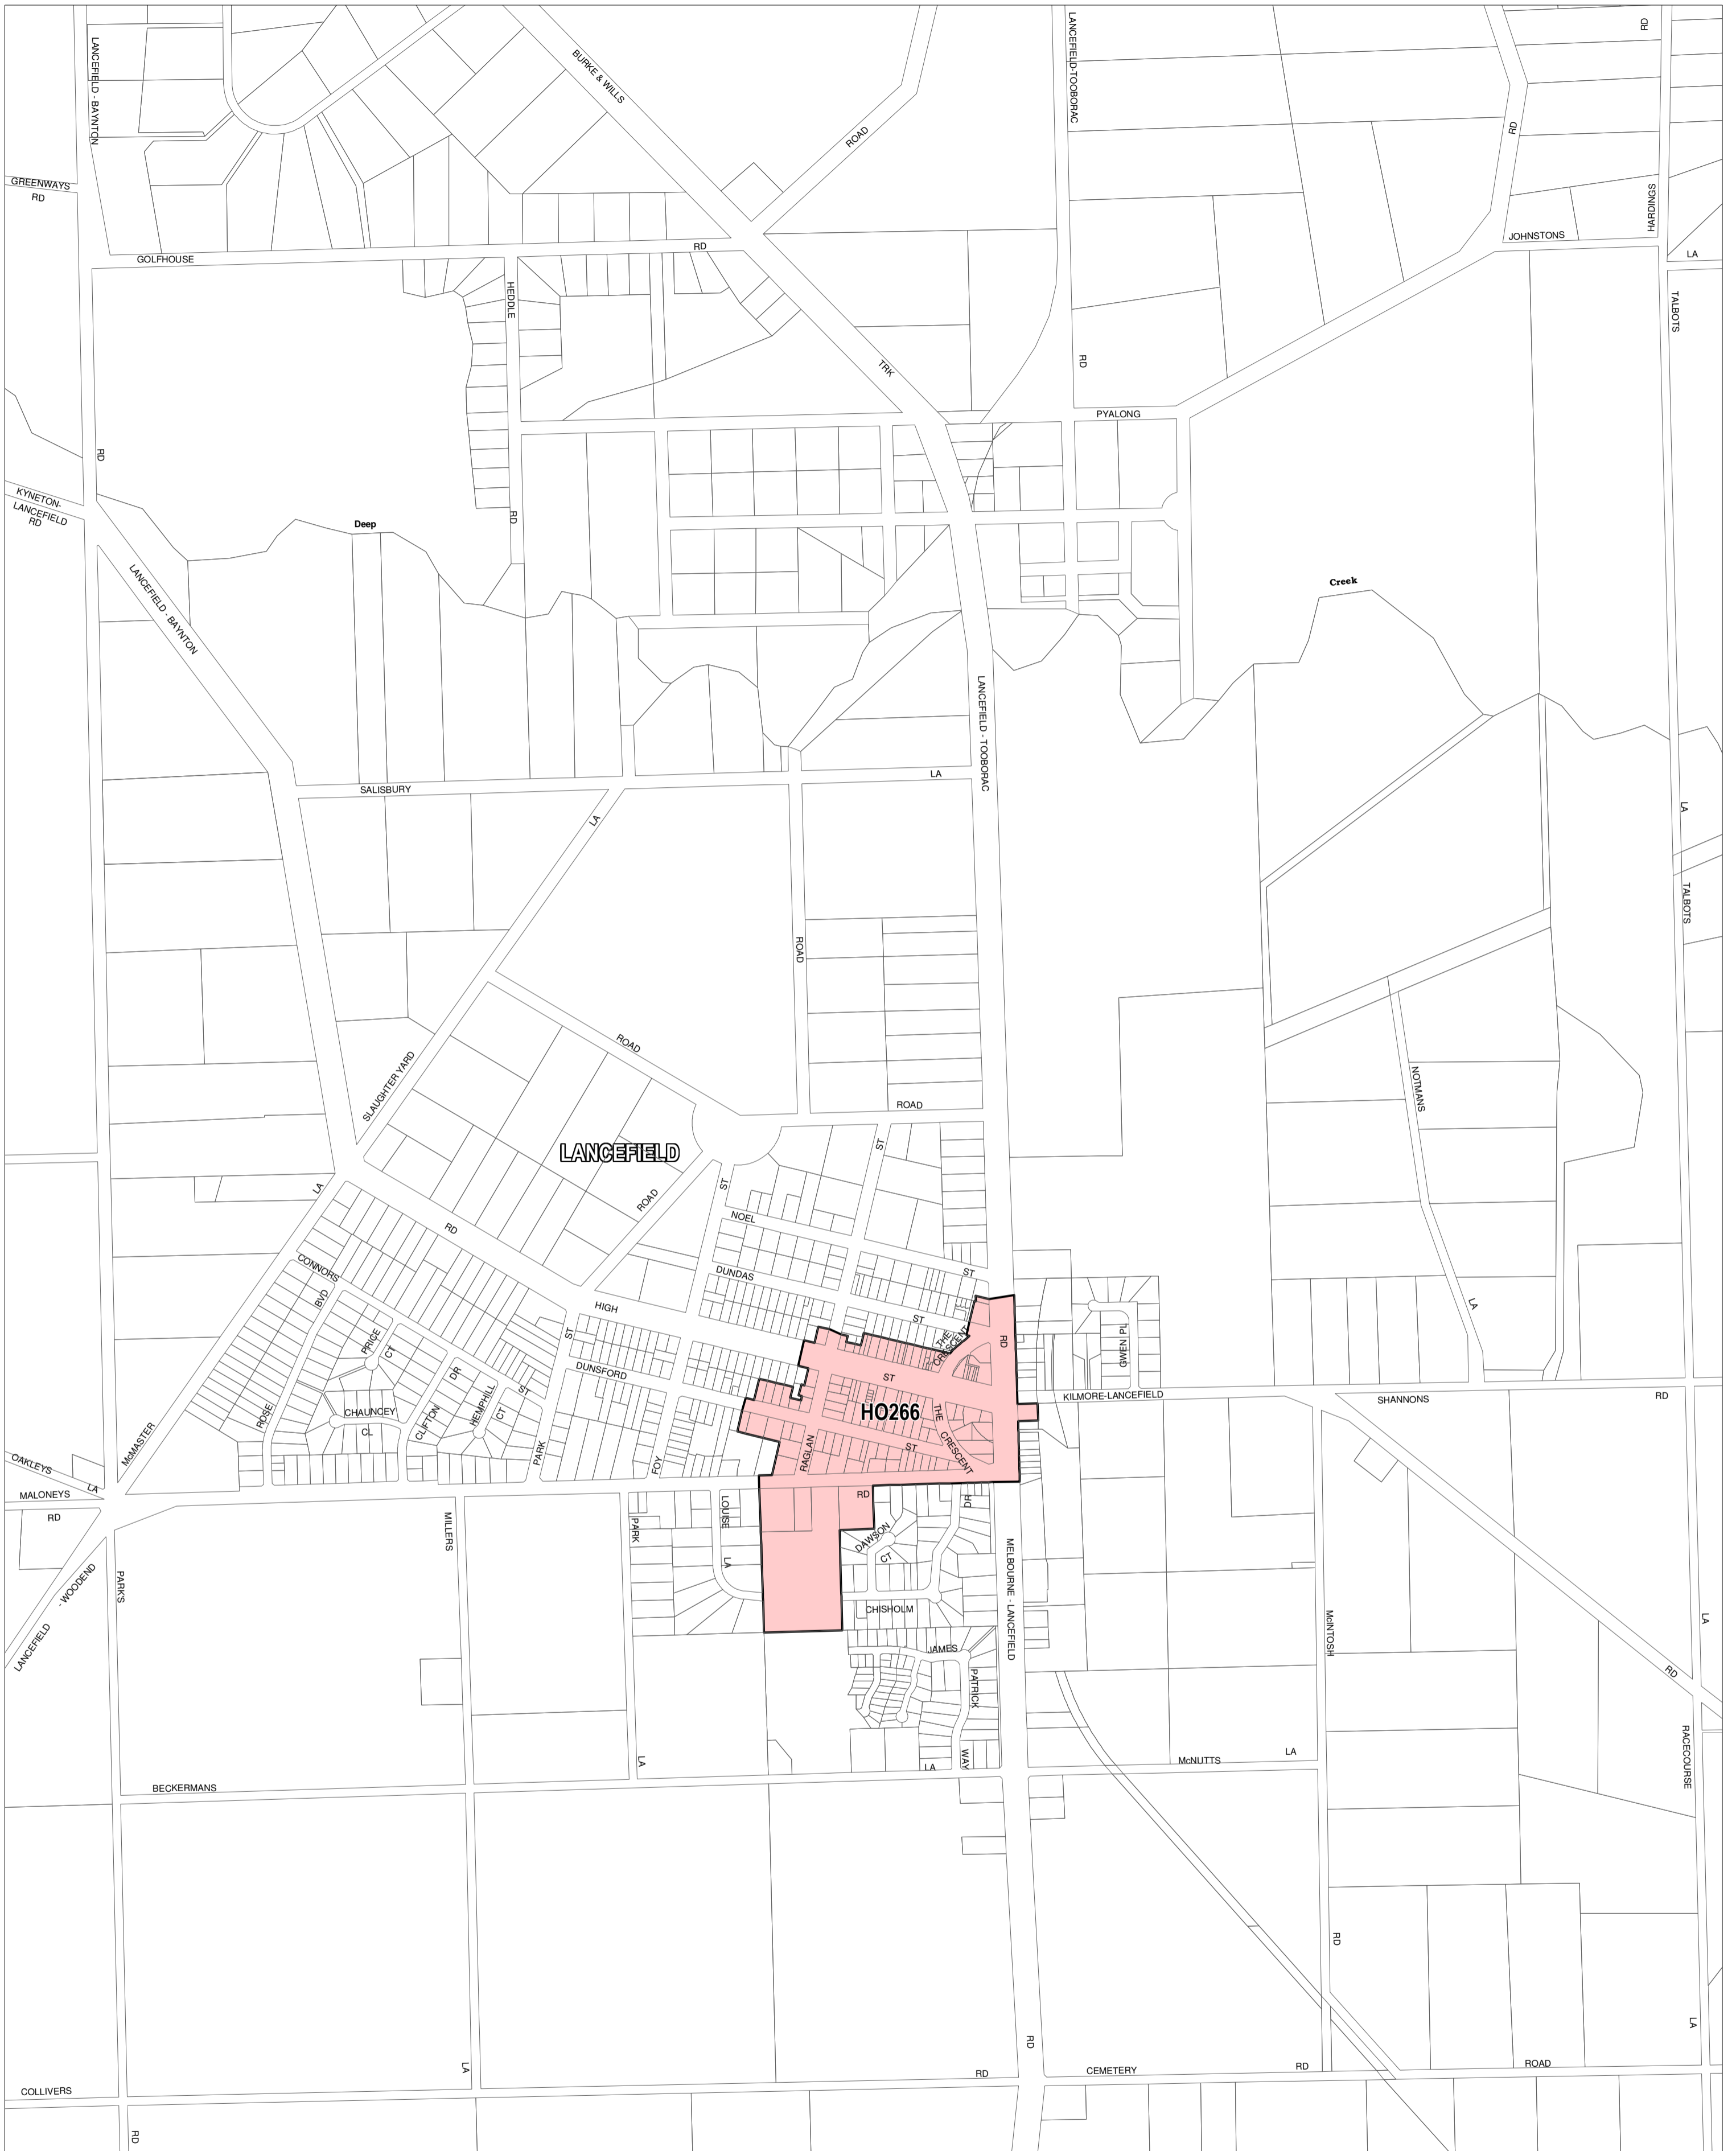 LANCEFIELD - BAYNTON
BURKE & WILLS
LANCEFIELD-TOOBORAC
RD
RD
ROAD
GREENWAYS
RD
HARDINGS
JOHNSTONS
RD
GOLFHOUSE
LA
HEDDLE
TALBOTS
TRK
RD
PYALONG
RD
KYNETON-
LANCEFIELD
RD
Deep
RD
LANCEFIELD - BAYNTON
Creek
LANCEFIELD - TOOBORAC
LA
SALISBURY
LA
LA
TALBOTS
ROAD
ROAD
SLAUGHTER YARD
NOTMANS
ROAD
LANCEFIELD
ST
ST
LA
ROAD
NOEL
RD
CONNORS
DUNDAS
ST
BVD
HIGH
ST
LA
PRICE
CT
ST
THE
CRESCENT
RD
GWEN PL
DUNSFORD
DR
ST
ST
KILMORE-LANCEFIELD
SHANNONS
RD
HEMPHILL
CT
CHAUNCEY
CL
ROSE
CLIFTON
HO266
THE
CRESCENT
McMASTER
PARK
FOY
RAGLAN
ST
OAKLEYS
LA
MALONEYS
RD
RD
LOUISE
DR
MILLERS
PARK
DAWSON
CT
LA
MELBOURNE - LANCEFIELD
PARK'S
LANCEFIELD
- WOODEND
CHISHOLM
McINTOSH
LA
JAMES
PATRICK
RD
RACECOURSE
LA
LA
WAY
McNUTTS
LA
BECKERMANS
RD
LA
RD
LA
RD
CEMETERY
RD
ROAD
COLLIVERS
RD